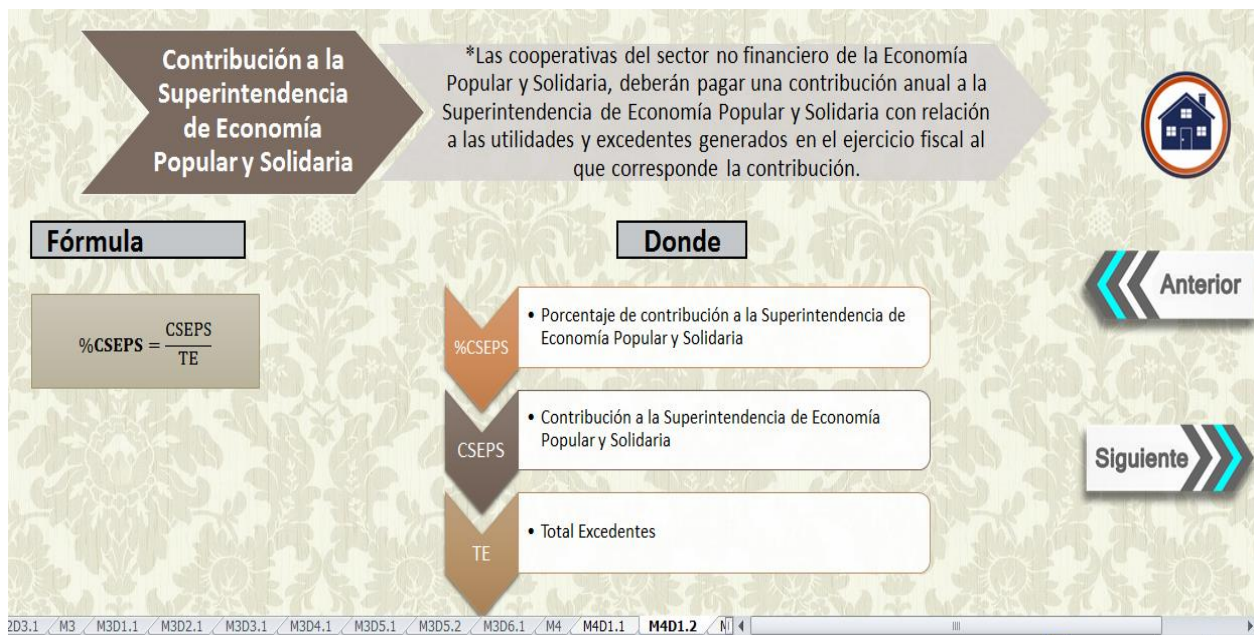 Contribución a la
Superintendencia
de Economía
Popular y Solidaria
*Las cooperativas del sector no financiero de la Economía
Popular y Solidaria, deberán pagar una contribución anual a la
Superintendencia de Economía Popular y Solidaria con relación
a las utilidades y excedentes generados en el ejercicio fiscal al
que corresponde la contribución.
Fórmula
%CSEPS = CSEPS
TE
Donde
%CSEPS
• Porcentaje de contribución a la Superintendencia de
Economía Popular y Solidaria
CSEPS
• Contribución a la Superintendencia de Economía
Popular y Solidaria
TE
• Total Excedentes
Anterior
Siguiente
2D3.1 M3 M3D1.1 M3D2.1 M3D3.1 M3D4.1 M3D5.1 M3D5.2 M3D6.1 M4 M4D1.1 M4D1.2